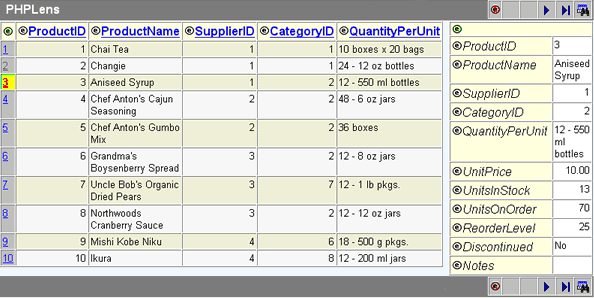 PHPLens
ProductID ProductName SupplierID CategoryID QuantityPerUnit
1 1 Chai Tea 1 1 10 boxes x 20 bags
2 2 Changie 1 1 24 - 12 oz bottles
3 3 Aniseed Syrup 1 2 12 - 550 ml bottles
4 4 Chef Anton's Cajun 2 2 48 - 6 oz jars
Seasoning
5 5 Chef Anton's Gumbo 2 2 36 boxes
Mix
6 6 Grandma's 3 2 12 - 8 oz jars
Boysenberry Spread
7 7 Uncle Bob's Organic 3 7 12 - 1 lb pkgs.
Dried Pears
8 8 Northwoods 3 2 12 - 12 oz jars
Cranberry Sauce
9 9 Mishi Kobe Niku 4 6 18 - 500 g pkgs.
10 10 Ikura 4 8 12 - 200 ml jars
ProductID 3
ProductName Aniseed
Syrup
SupplierID 1
CategoryID 2
QuantityPerUnit 12 - 550
ml
bottles
UnitPrice 10.00
UnitsInStock 13
UnitsOnOrder 70
ReorderLevel 25
Discontinued No
Notes